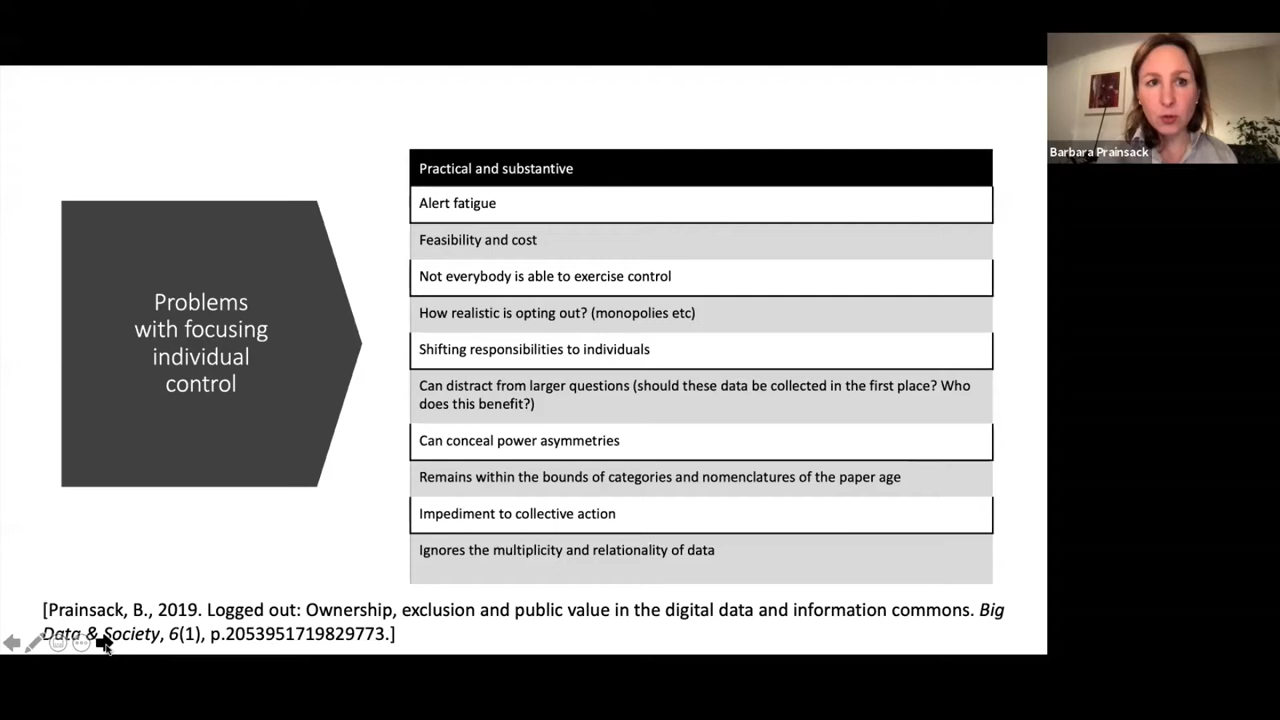 Barbara Prainsack
Problems
with focusing
individual
control
Practical and substantive
Alert fatigue
Feasibility and cost
Not everybody is able to exercise control
How realistic is opting out? (monopolies etc)
Shifting responsibilities to individuals
Can distract from larger questions (should these data be collected in the first place? Who
does this benefit?)
Can conceal power asymmetries
Remains within the bounds of categories and nomenclatures of the paper age
Impediment to collective action
Ignores the multiplicity and relationality of data
[Prainsack, B., 2019. Logged out: Ownership, exclusion and public value in the digital data and information commons. Big
Data & Society, 6(1), p.2053951719829773.]